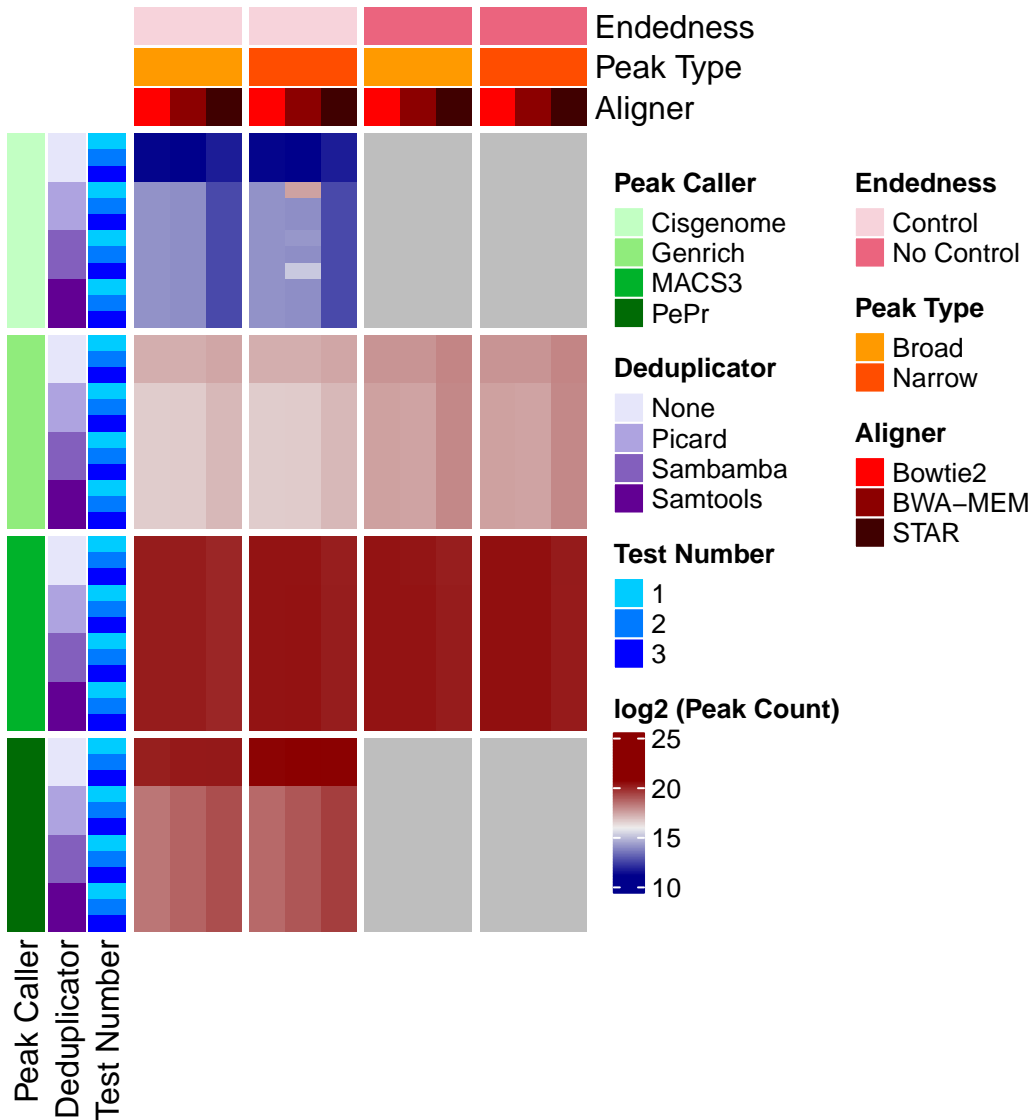 Endedness
Peak Type
Aligner
Peak Caller
Cisgenome
Genrich
MACS3
PePr
Deduplicator
None
Picard
Sambamba
Samtools
Test Number
1
2
3
log2 (Peak Count)
25
20
15
10
Endedness
Control
No Control
Peak Type
Broad
Narrow
Aligner
Bowtie2
BWA−MEM
STAR
Peak Caller
Deduplicator
Test Number